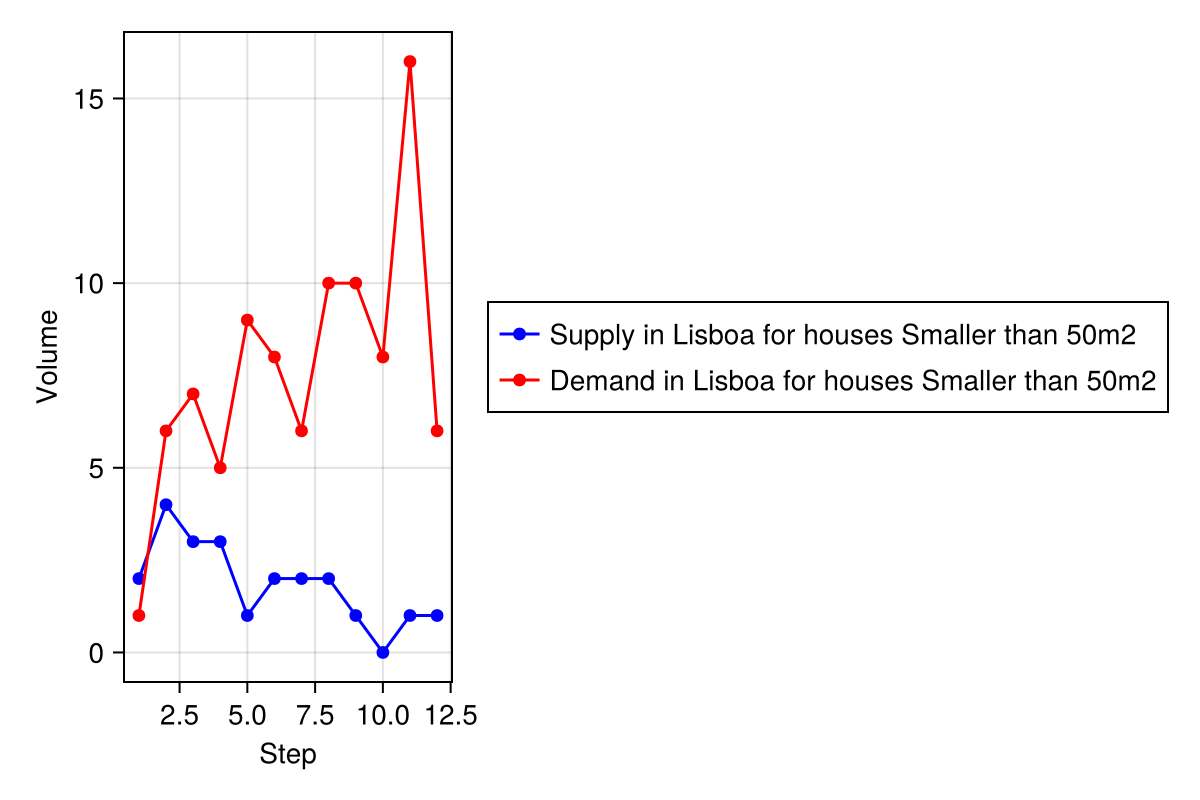 Volume
15
10
5
0
2.5 5.0 7.5 10.0 12.5
Step
Supply in Lisboa for houses Smaller than 50m2
Demand in Lisboa for houses Smaller than 50m2